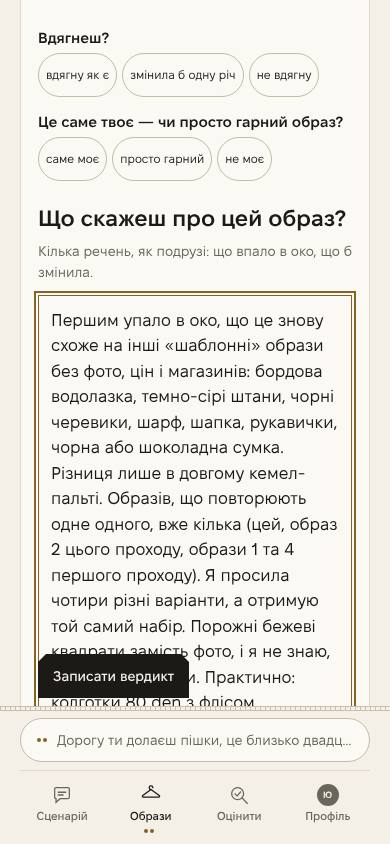 Вдягнеш?
вдягну як є
змінила б одну річ
не вдягну
Це саме твоє — чи просто гарний образ?
саме моє
просто гарний
не моє
Що скажеш про цей образ?
Кілька речень, як подрузі: що впало в око, що б
змінила.
Першим упало в око, що це знову
схоже на інші «шаблонні» образи
без фото, цін і магазинів: бордова
водолазка, темно-сірі штани, чорні
черевики, шарф, шапка, рукавички,
чорна або шоколадна сумка.
Різниця лише в довгому кемел-
пальті. Образів, що повторюють
одне одного, вже кілька (цей, образ
2 цього проходу, образи 1 та 4
першого проходу). Я просила
чотири різні варіанти, а отримую
той самий набір. Порожні бежеві
квадрати замість фото, і я не знаю,
и. Практично:
колготки 80 den з флісом
Записати вердикт
Дорогу ти долаєш пішки, це близько двадц...
Сценарій
Образи
Оцінити
Ю
Профіль